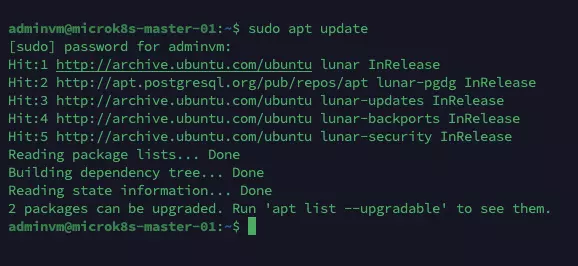 adminvm@microk8s-master-01:~$ sudo apt update
[sudo] password for adminvm:
Hit:1 http://archive.ubuntu.com/ubuntu lunar InRelease
Hit:2 http://apt.postgresql.org/pub/repos/apt lunar-pgdg InRelease
Hit:3 http://archive.ubuntu.com/ubuntu lunar-updates InRelease
Hit:4 http://archive.ubuntu.com/ubuntu lunar-backports InRelease
Hit:5 http://archive.ubuntu.com/ubuntu lunar-security InRelease
Reading package lists... Done
Building dependency tree... Done
Reading state information... Done
2 packages can be upgraded. Run 'apt list --upgradable' to see them.
adminvm@microk8s-master-01:~$